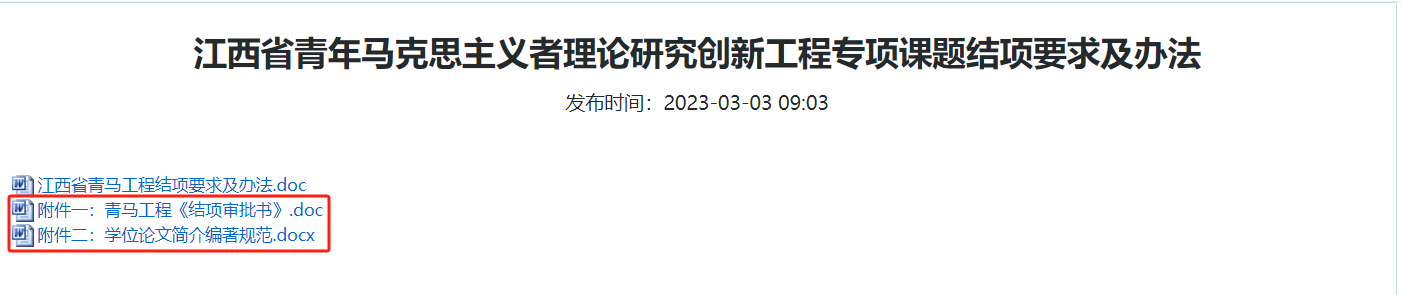 江西省青年马克思主义者理论研究创新工程专项课题结项要求及办法
发布时间：2023-03-03 09:03
江西省青马工程结项要求及办法.doc
附件一：青马工程《结项审批书》.doc
附件二：学位论文简介编著规范.docx